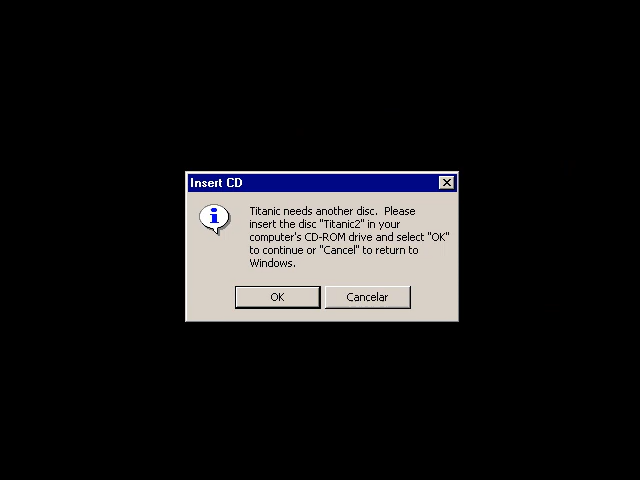 Insert CD
Titanic needs another disc.  Please
insert the disc "Titanic2" in your
computer's CD-ROM drive and select "OK"
to continue or "Cancel" to return to
Windows.
OK
Cancelar